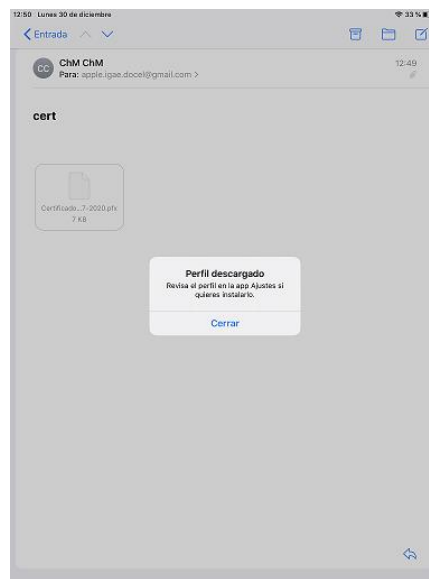 12:50 Lunes 30 de diciembre
33 %
Entrada
CC
ChM ChM
12:49
Para: apple.igae.docel@gmail.com >
cert
Certificado...7-2020.pfx
7 KB
Perfil descargado
Revisa el perfil en la app Ajustes si
quieres instalarlo.
Cerrar